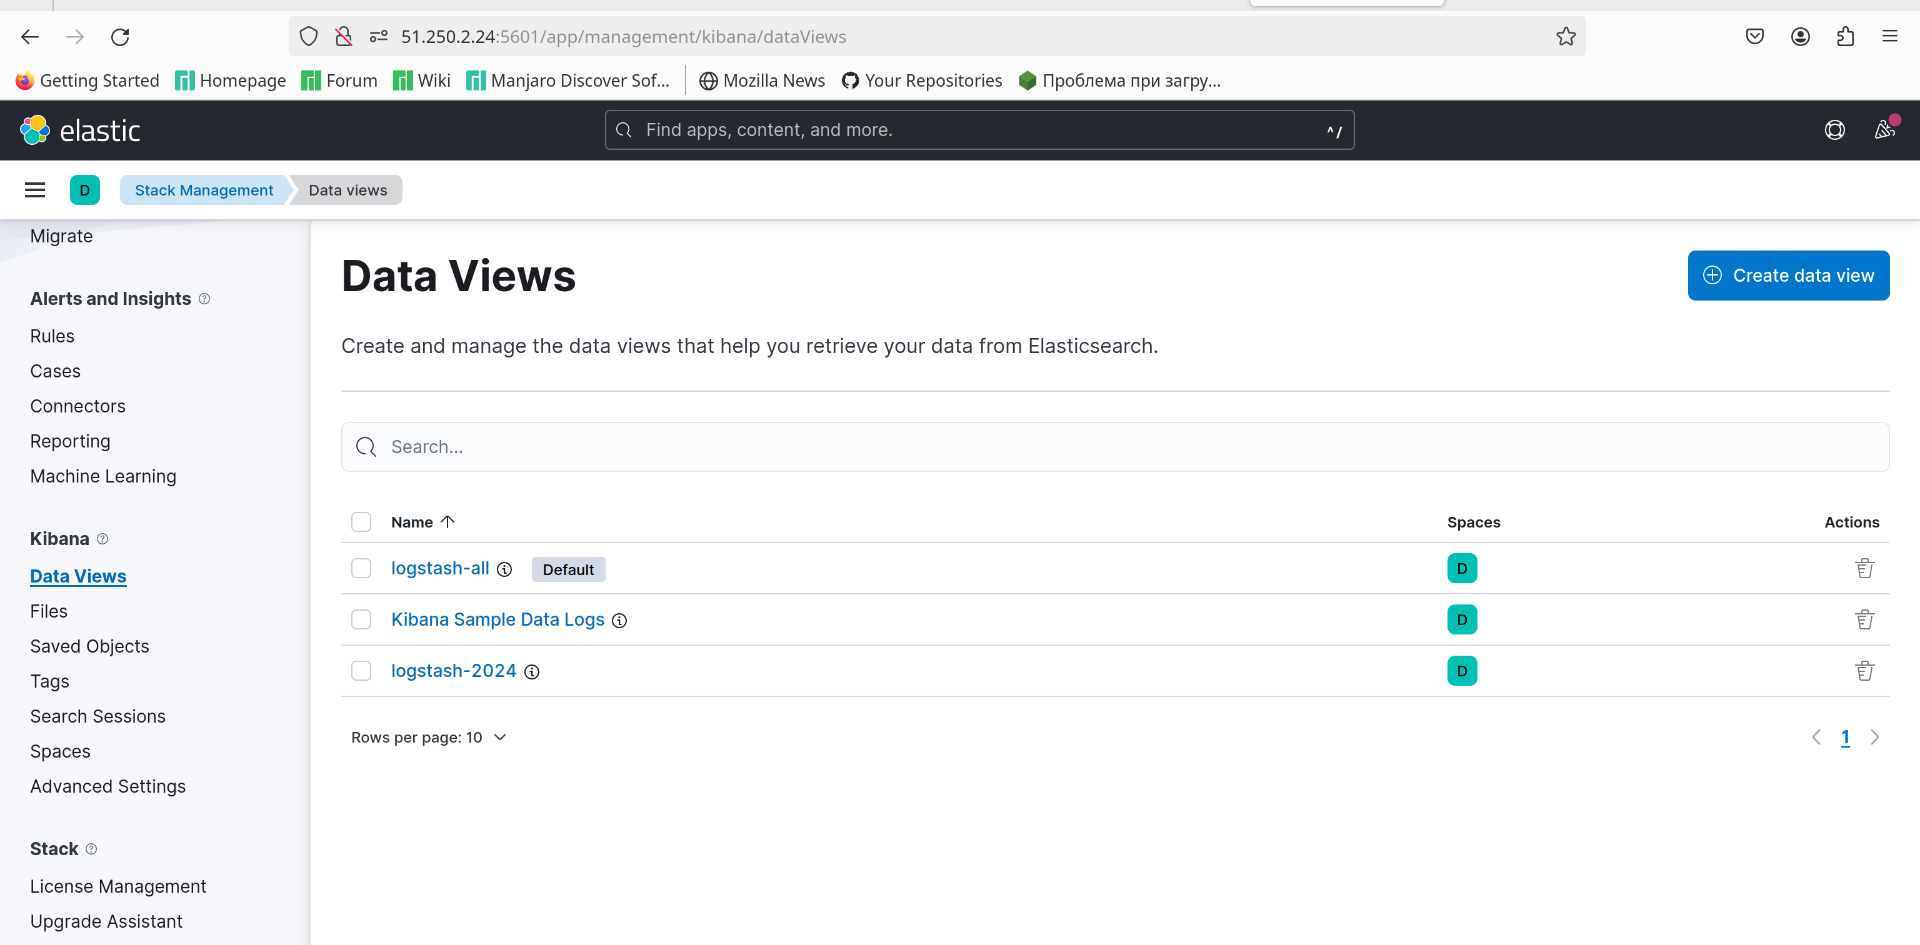 51.250.2.24:5601/app/management/kibana/dataViews
Getting Started Homepage Forum Wiki Manjaro Discover Sof... Mozilla News Your Repositories Проблема при загру...
elastic Find apps, content, and more. ^ /
D Stack Management Data views
Migrate
Alerts and Insights
Rules
Cases
Connectors
Reporting
Machine Learning
Kibana
Data Views
Files
Saved Objects
Tags
Search Sessions
Spaces
Advanced Settings
Stack
License Management
Upgrade Assistant
Data Views
Create data view
Create and manage the data views that help you retrieve your data from Elasticsearch.
Search...
Name Spaces Actions
logstash-all Default D
Kibana Sample Data Logs D
logstash-2024 D
Rows per page: 10 1